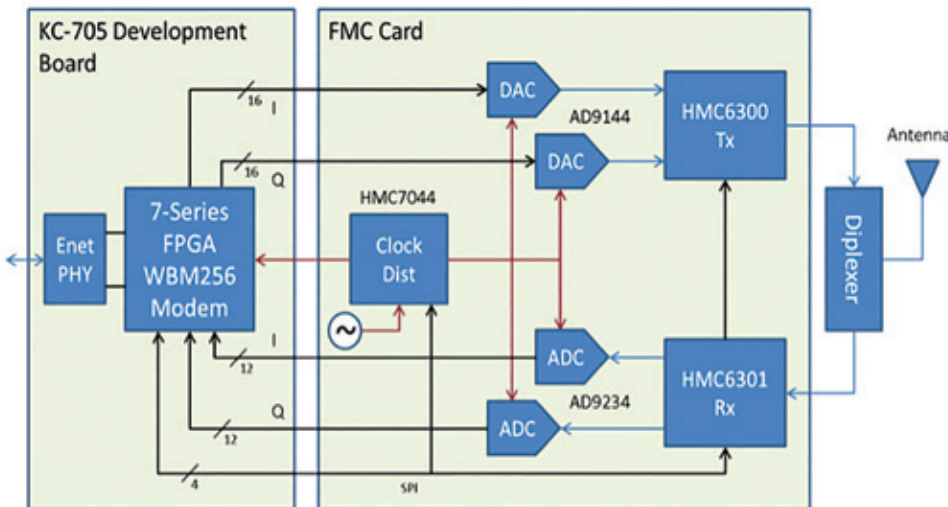 KC-705 Development
Board
FMC Card
16
I
DAC
AD9144
HMC6300
Tx
Antenna
16
Q
DAC
HMC7044
7-Series
FPGA
WBM256
Modem
Enet
PHY
Clock
Dist
Diplexer
~
I
12
ADC
HMC6301
Rx
AD9234
Q
12
ADC
4
SPI